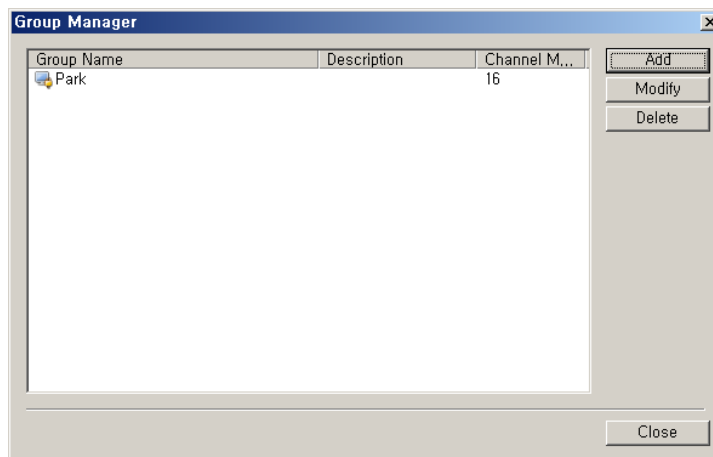 Group Manager
Group Name Description Channel M...
Park 16
Add
Modify
Delete
Close